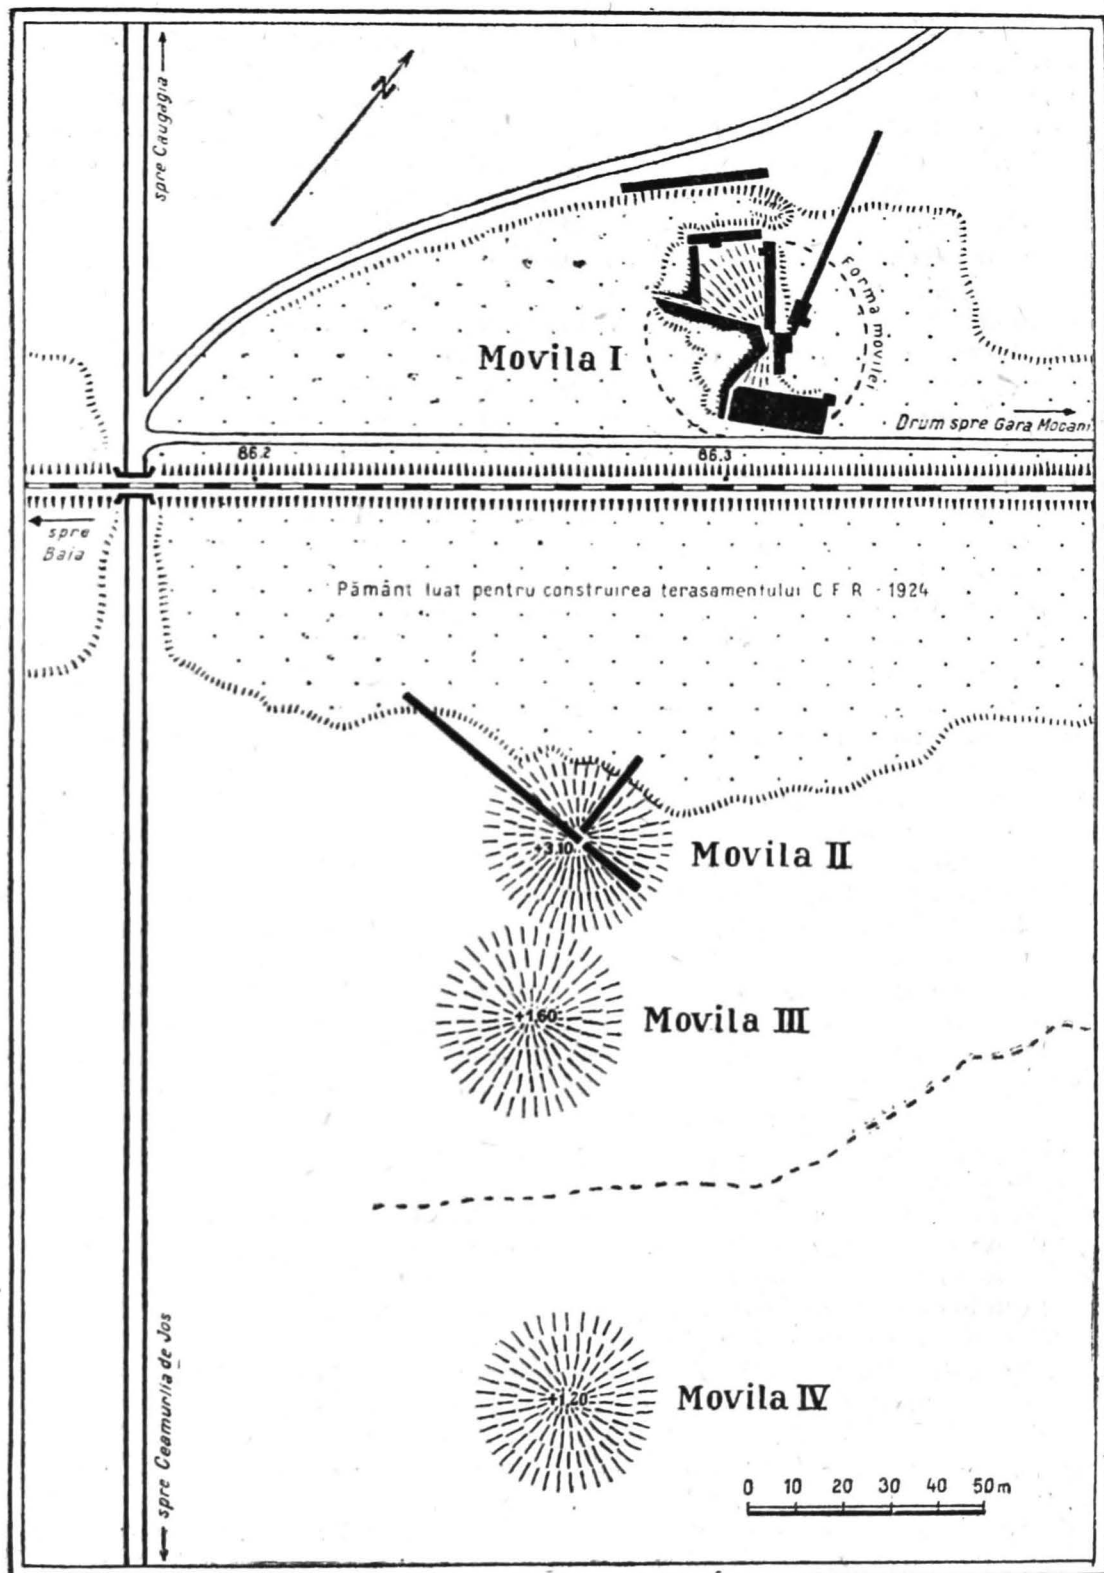 spre Caugagia
N
Forma movilei
Movila I
Drum spre Gara Mocani
86.2
86.3
spre
Baia
Pământ luat pentru construirea terasamentului C F R - 1924
+3,10
Movila II
+1,60
Movila III
+1,20
Movila IV
spre Ceamurlia de Jos
0 10 20 30 40 50 m